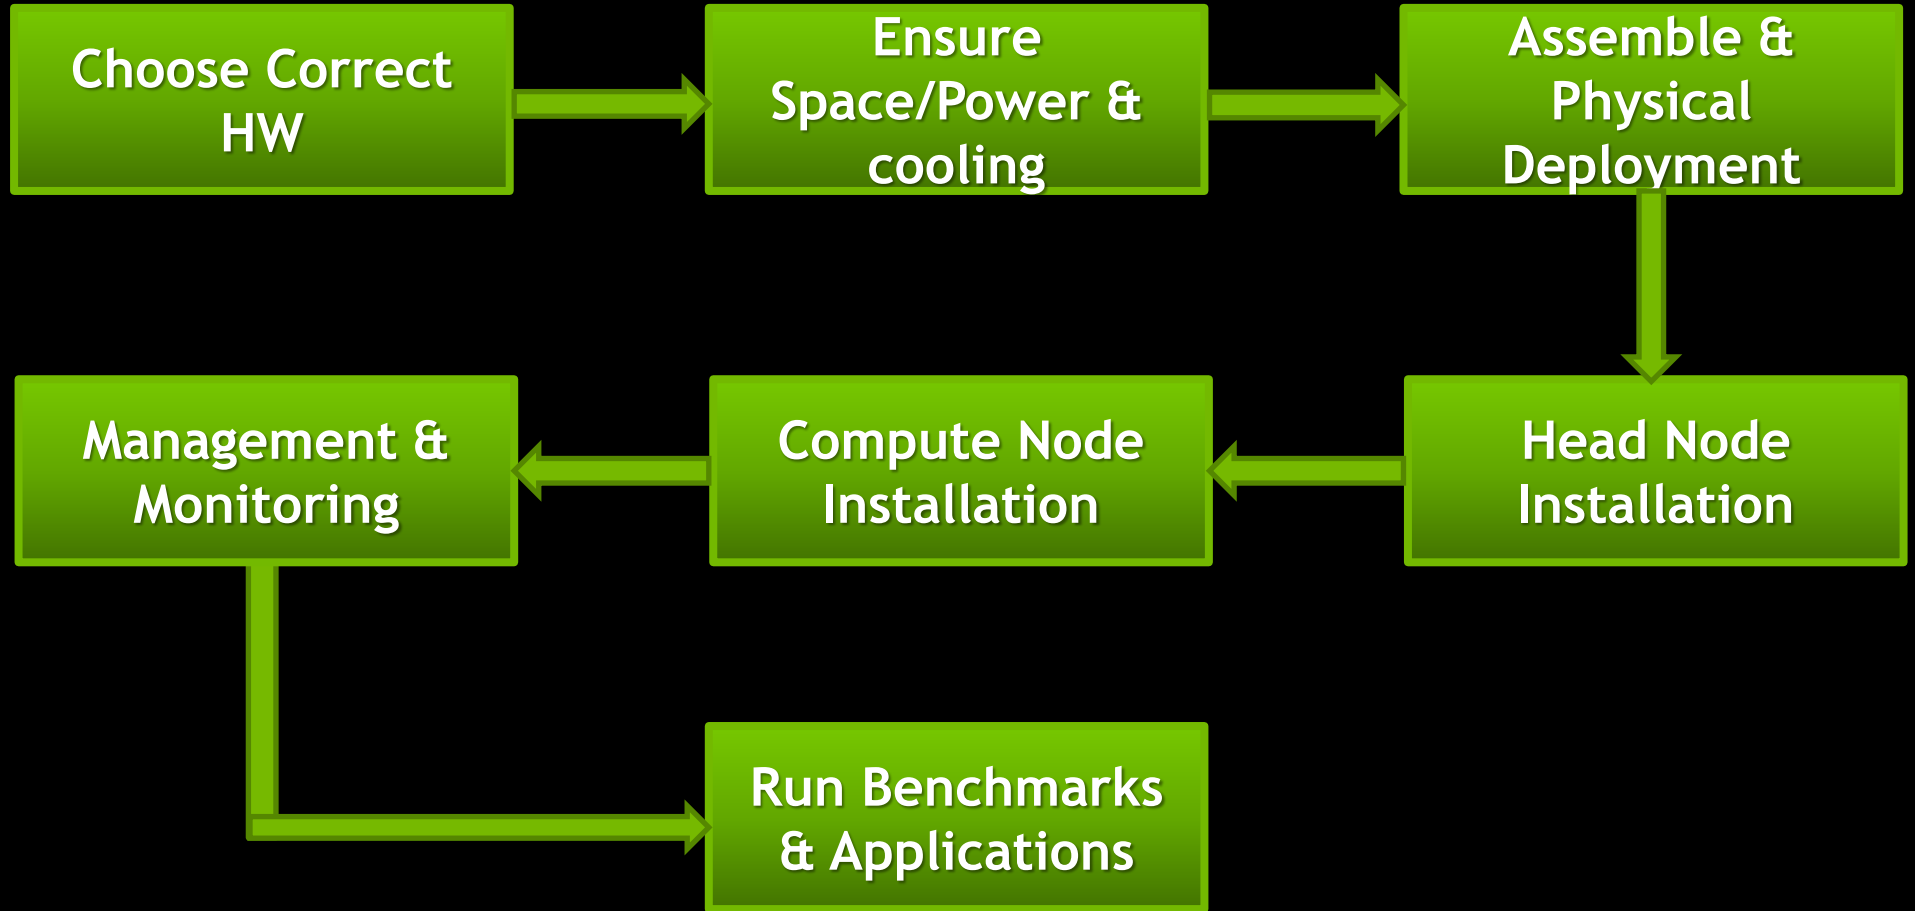 Choose Correct
HW
Ensure
Space/Power &
cooling
Assemble &
Physical
Deployment
Head Node
Installation
Compute Node
Installation
Management &
Monitoring
Run Benchmarks
& Applications